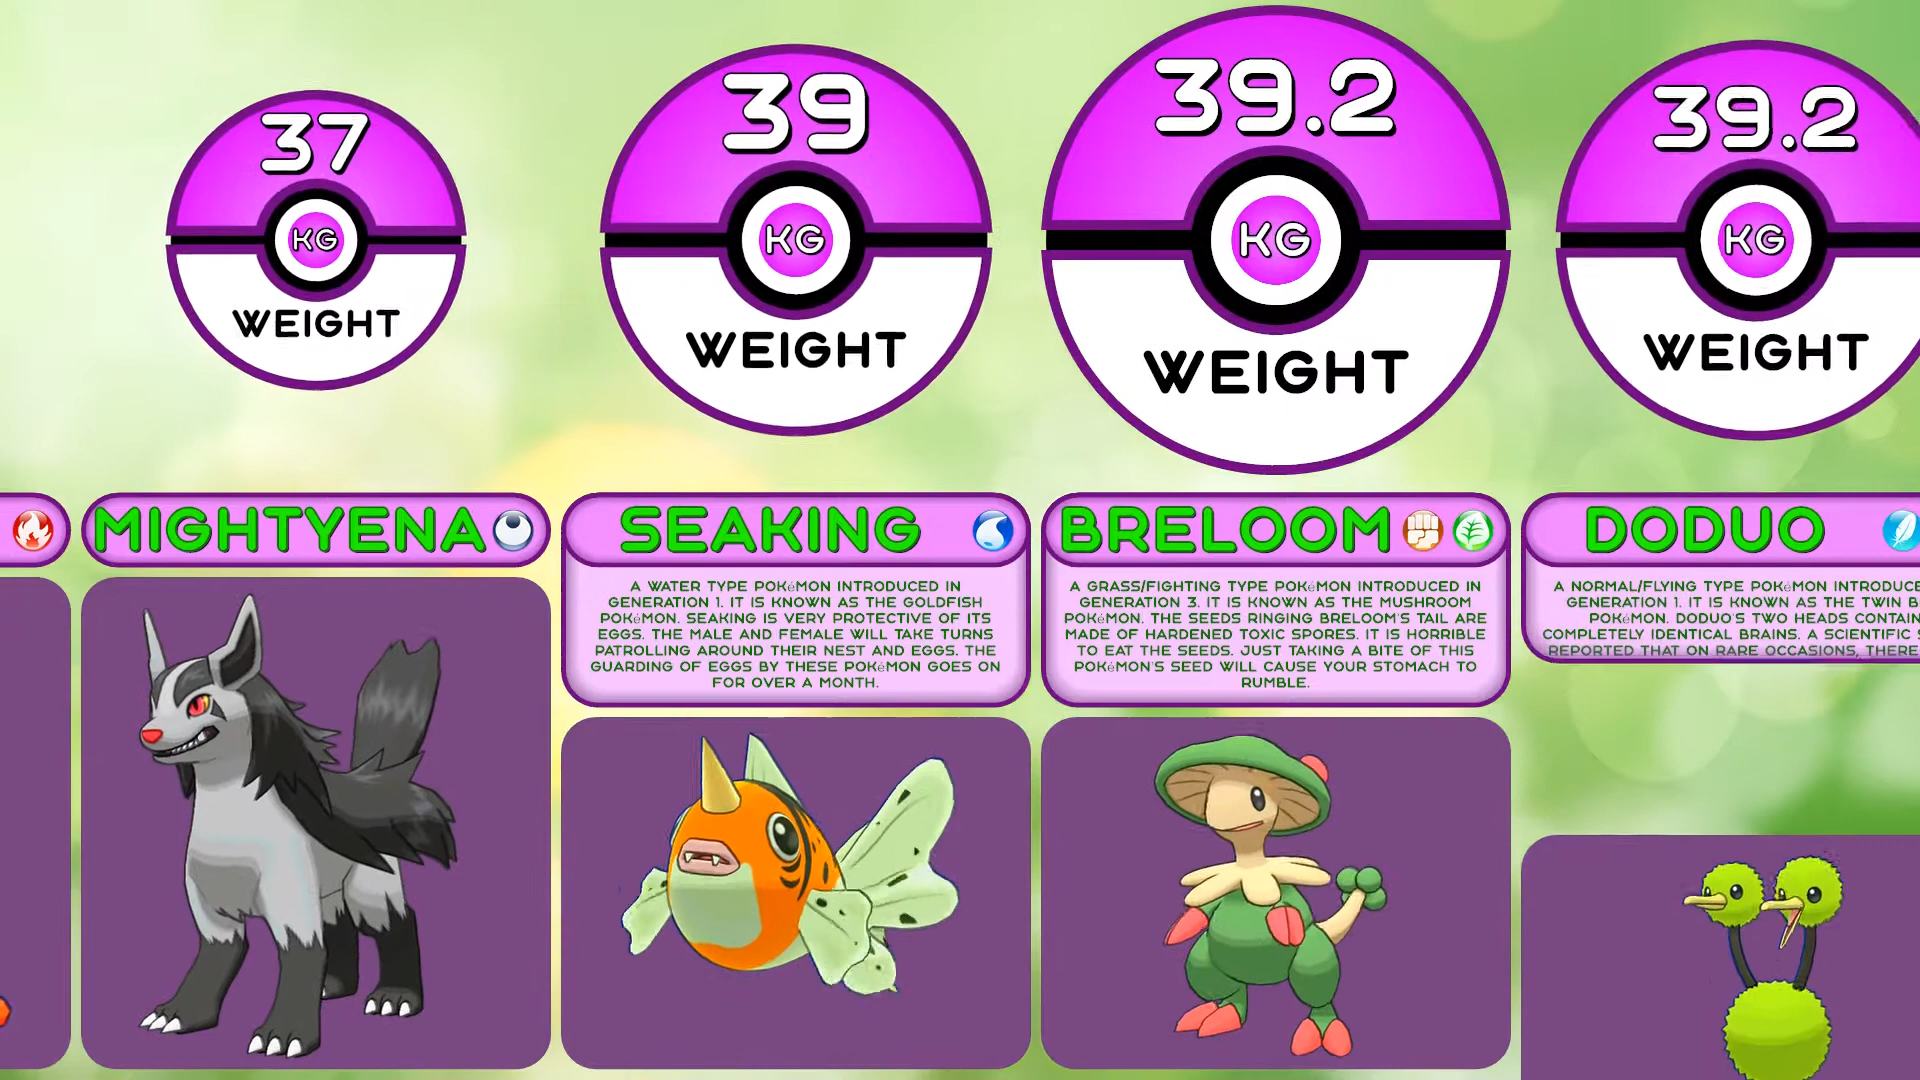 37
KG
WEIGHT
39
KG
WEIGHT
39.2
KG
WEIGHT
39.2
KG
WEIGHT
MIGHTYENA
SEAKING
A WATER TYPE POKéMON INTRODUCED IN
GENERATION 1. IT IS KNOWN AS THE GOLDFISH
POKéMON. SEAKING IS VERY PROTECTIVE OF ITS
EGGS. THE MALE AND FEMALE WILL TAKE TURNS
PATROLLING AROUND THEIR NEST AND EGGS. THE
GUARDING OF EGGS BY THESE POKéMON GOES ON
FOR OVER A MONTH.
BRELOOM
A GRASS/FIGHTING TYPE POKéMON INTRODUCED IN
GENERATION 3. IT IS KNOWN AS THE MUSHROOM
POKéMON. THE SEEDS RINGING BRELOOM'S TAIL ARE
MADE OF HARDENED TOXIC SPORES. IT IS HORRIBLE
TO EAT THE SEEDS. JUST TAKING A BITE OF THIS
POKéMON'S SEED WILL CAUSE YOUR STOMACH TO
RUMBLE.
DODUO
A NORMAL/FLYING TYPE POKéMON INTRODUCE
GENERATION 1. IT IS KNOWN AS THE TWIN B
POKéMON. DODUO'S TWO HEADS CONTAIN
COMPLETELY IDENTICAL BRAINS. A SCIENTIFIC S
REPORTED THAT ON RARE OCCASIONS, THERE